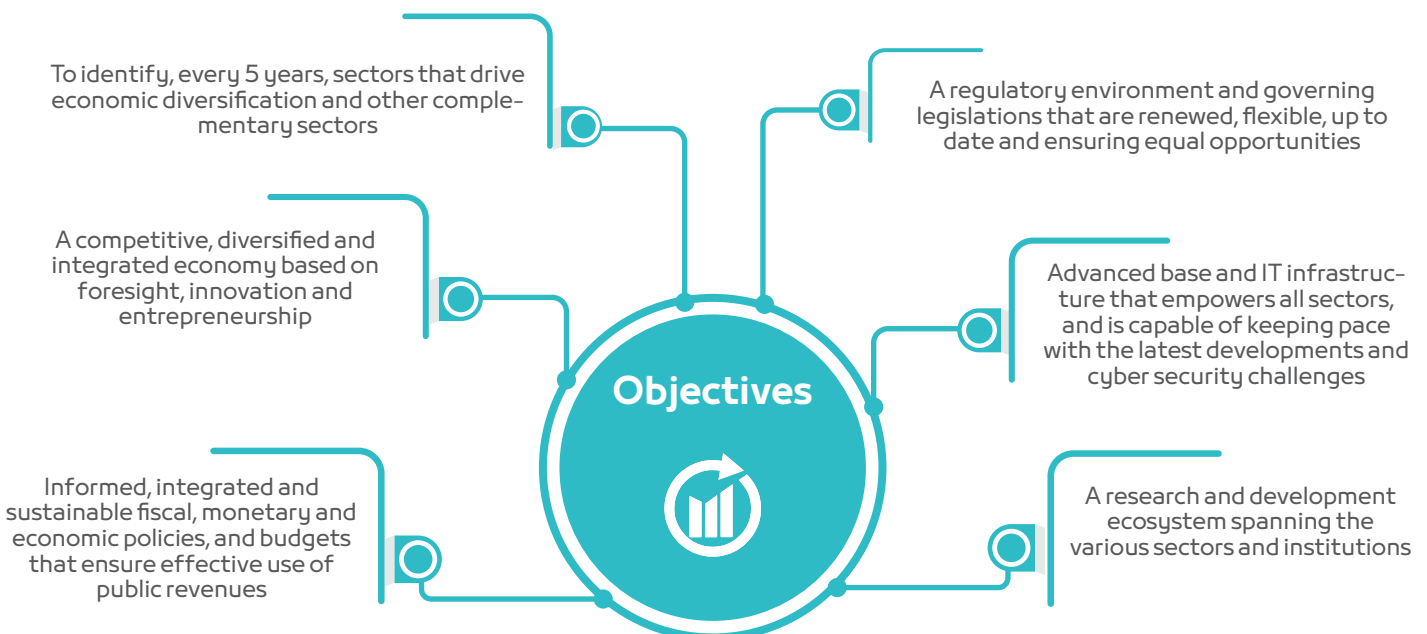 To identify, every 5 years, sectors that drive
economic diversification and other comple-
mentary sectors
A regulatory environment and governing
legislations that are renewed, flexible, up to
date and ensuring equal opportunities
A competitive, diversified and
integrated economy based on
foresight, innovation and
entrepreneurship
Advanced base and IT infrastruc-
ture that empowers all sectors,
and is capable of keeping pace
with the latest developments and
cyber security challenges
Objectives
Informed, integrated and
sustainable fiscal, monetary and
economic policies, and budgets
that ensure effective use of
public revenues
A research and development
ecosystem spanning the
various sectors and institutions